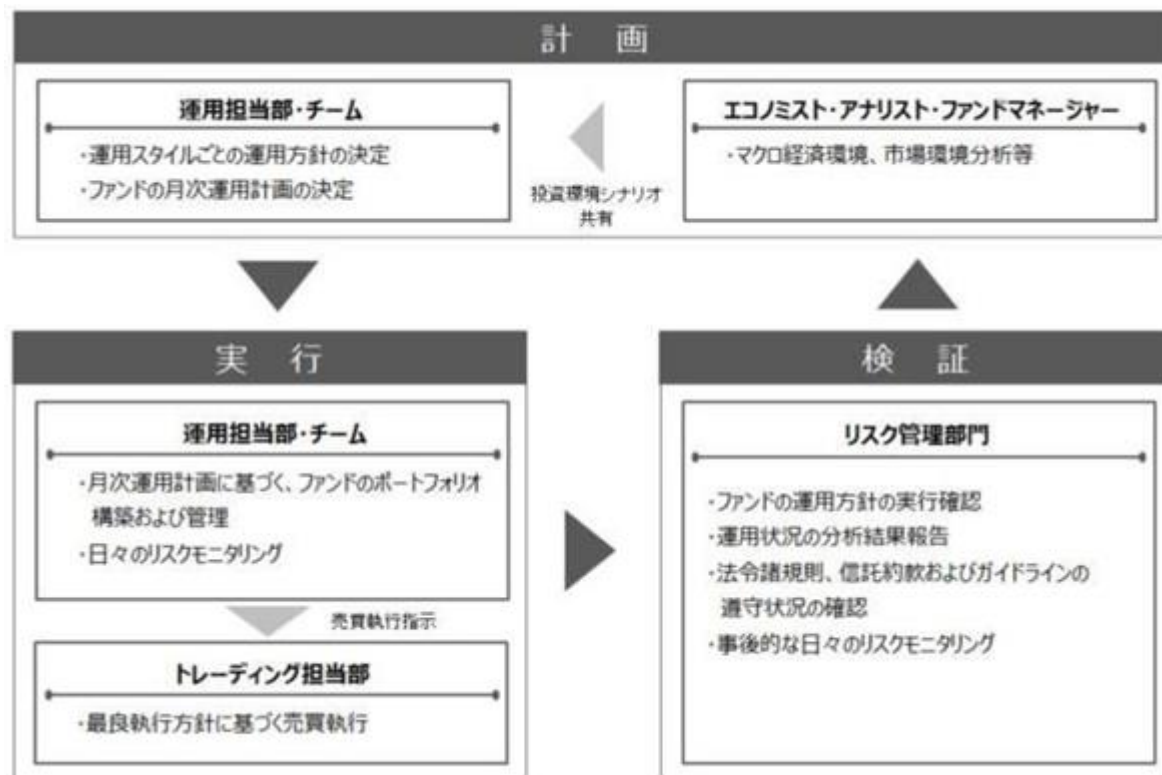 計 画
運用担当部・チーム
・運用スタイルごとの運用方針の決定
・ファンドの月次運用計画の決定
投資環境シナリオ
共有
エコノミスト・アナリスト・ファンドマネージャー
・マクロ経済環境、市場環境分析等
実 行
運用担当部・チーム
・月次運用計画に基づく、ファンドのポートフォリオ
構築および管理
・日々のリスクモニタリング
売買執行指示
トレーディング担当部
・最良執行方針に基づく売買執行
検 証
リスク管理部門
・ファンドの運用方針の実行確認
・運用状況の分析結果報告
・法令諸規則、信託約款およびガイドラインの
遵守状況の確認
・事後的な日々のリスクモニタリング